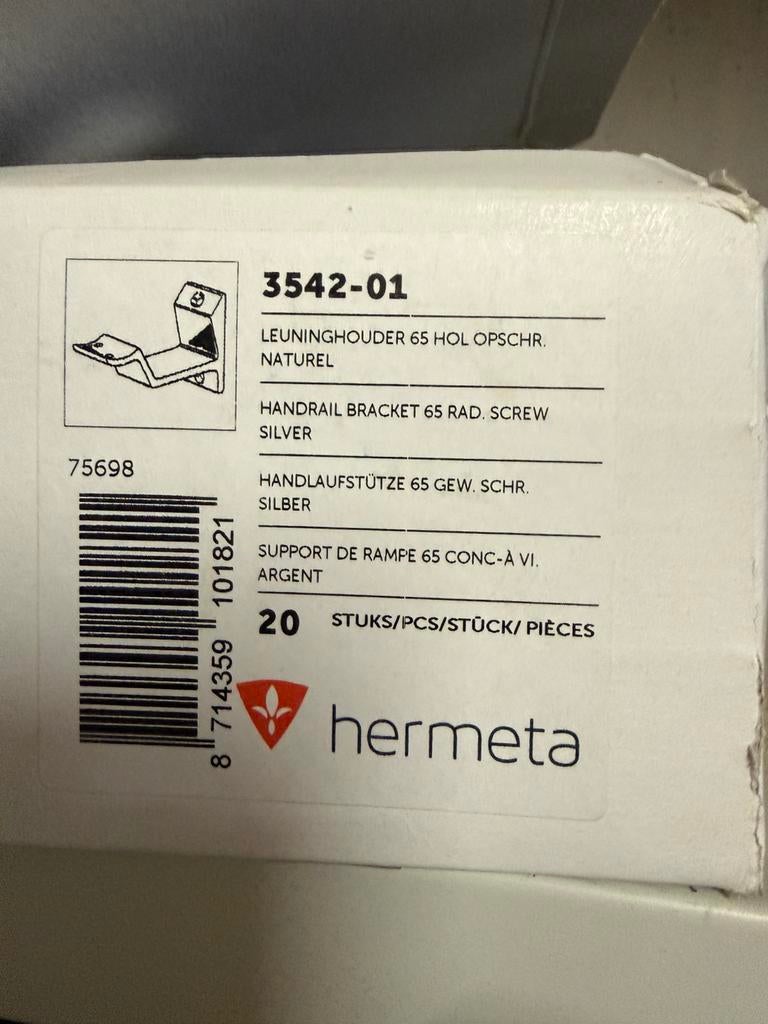 3542-01
LEUNINGHOUDER 65 HOL OPSCHR.
NATUREL
HANDRAIL BRACKET 65 RAD. SCREW
SILVER
75698
HANDLAUFSTÜTZE 65 GEW. SCHR.
SILBER
SUPPORT DE RAMPE 65 CONC-À VI.
ARGENT
20 STUKS/PCS/STÜCK/ PIÈCES
8 714359 101821
hermeta